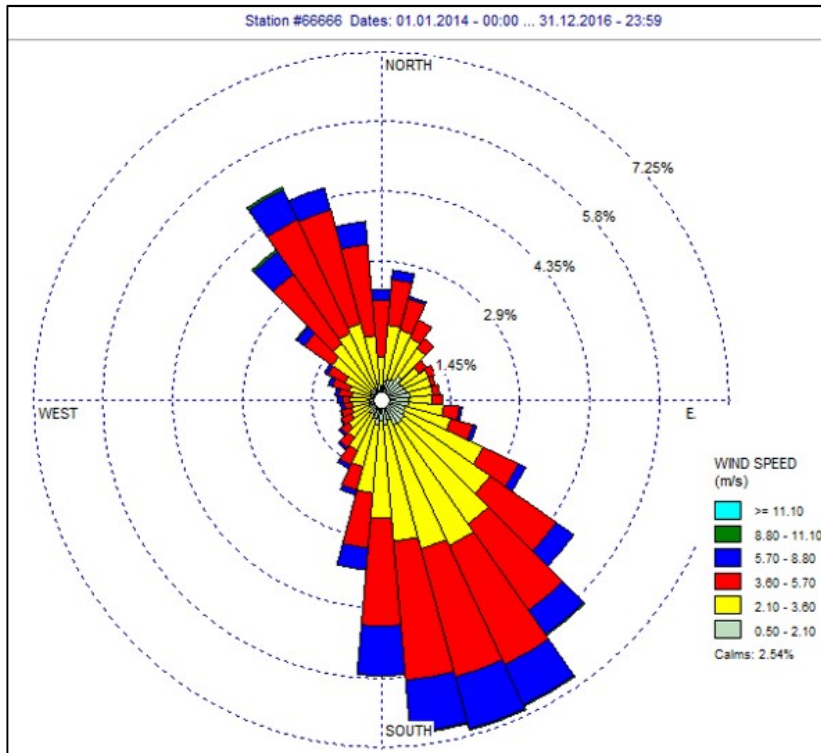 Station #66666 Dates: 01.01.2014 - 00:00 ... 31.12.2016 - 23:59
NORTH
7.25%
5.8%
4.35%
2.9%
1.45%
WEST
E.
SOUTH
WIND SPEED
(m/s)
>= 11.10
8.80 - 11.10
5.70 - 8.80
3.60 - 5.70
2.10 - 3.60
0.50 - 2.10
Calms: 2.54%